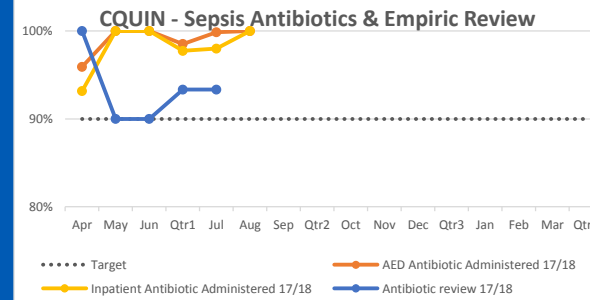 CQUIN - Sepsis Antibiotics & Empiric Review
100%
90%
80%
Apr May Jun Qtr1 Jul Aug Sep Qtr2 Oct Nov Dec Qtr3 Jan Feb Mar Qtr
Target
AED Antibiotic Administered 17/18
Inpatient Antibiotic Administered 17/18
Antibiotic review 17/18